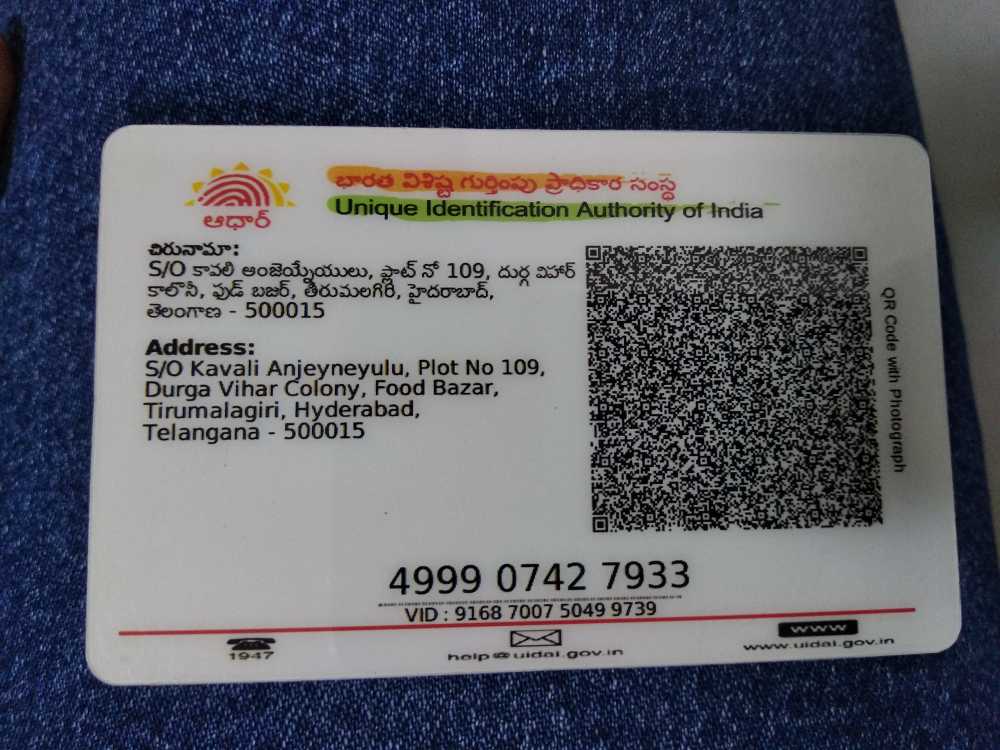 భారత విశిష్ట గుర్తింపు ప్రాధికార సంస్థ
Unique Identification Authority of India
ఆధార్
చిరునామా:
S/O కావలి ఆంజెయ్నేయులు, ప్లాట్ నో 109, దుర్గ విహార్
కాలొనీ, ఫుడ్ బజర్, తీరుమలగిరి, హైదరాబాద్,
తెలంగాణ - 500015
Address:
S/O Kavali Anjeyneyulu, Plot No 109,
Durga Vihar Colony, Food Bazar,
Tirumalagiri, Hyderabad,
Telangana - 500015
QR Code with Photograph
4999 0742 7933
VID : 9168 7007 5049 9739
1947
help@uidai.gov.in
www
www.uidai.gov.in